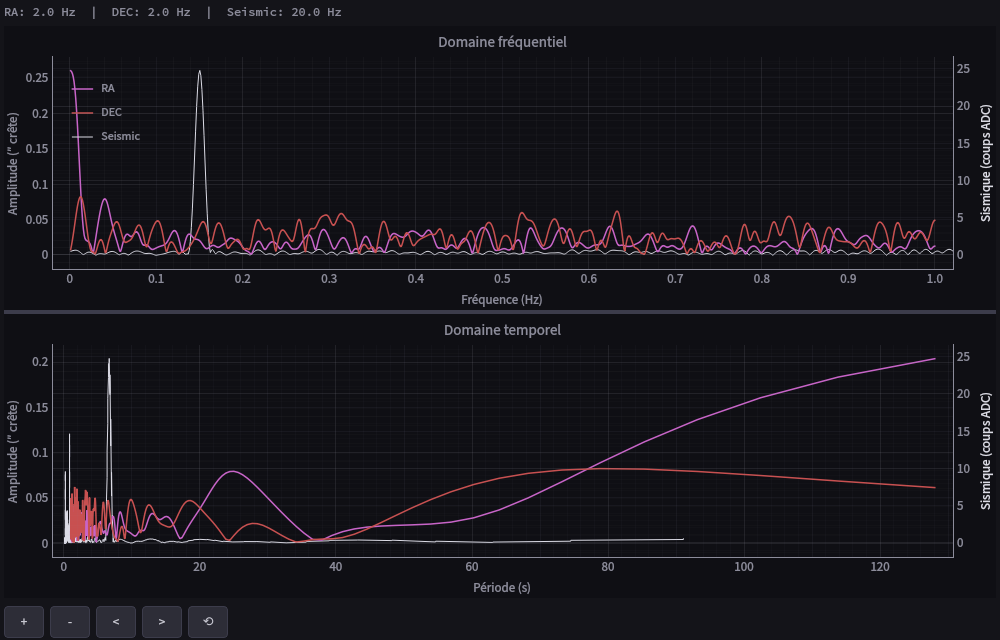 RA: 2.0 Hz | DEC: 2.0 Hz | Seismic: 20.0 Hz
Domaine fréquentiel
Amplitude (" crête)
0.25
0.2
0.15
0.1
0.05
0
RA
DEC
Seismic
25
20
15
10
5
0
Sismique (coups ADC)
0 0.1 0.2 0.3 0.4 0.5 0.6 0.7 0.8 0.9 1.0
Fréquence (Hz)
Domaine temporel
Amplitude (" crête)
0.2
0.15
0.1
0.05
0
25
20
15
10
5
0
Sismique (coups ADC)
0 20 40 60 80 100 120
Période (s)
+ - < > ⟲